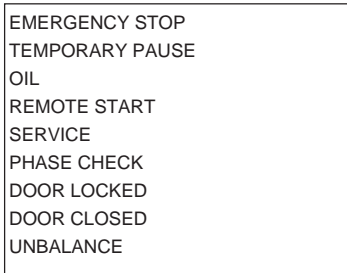 EMERGENCY STOP
TEMPORARY PAUSE
OIL
REMOTE START
SERVICE
PHASE CHECK
DOOR LOCKED
DOOR CLOSED
UNBALANCE